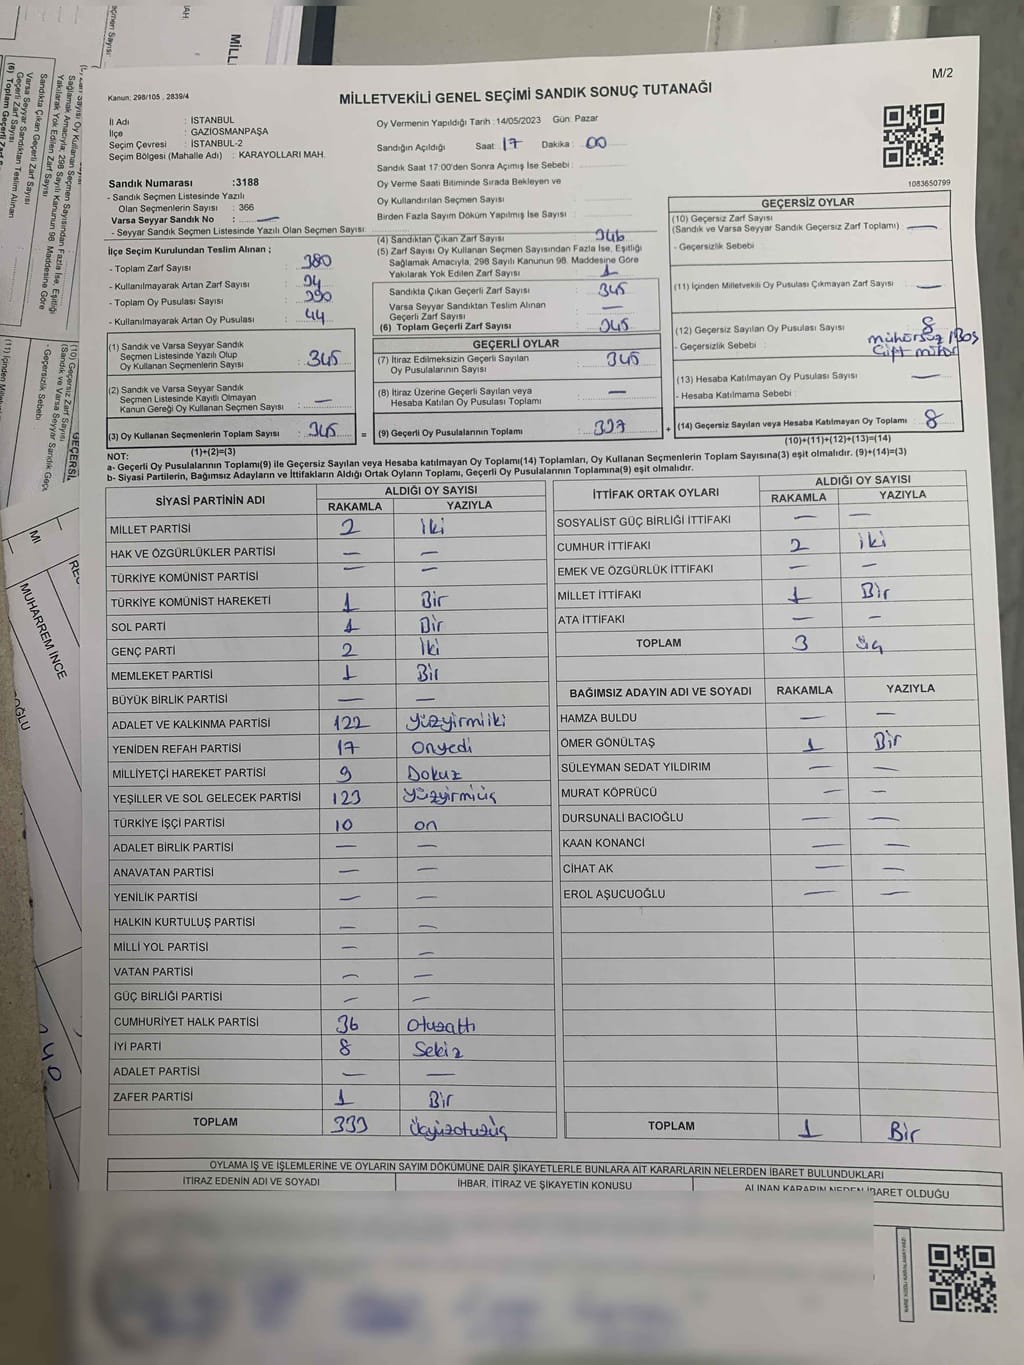 M/2
Kanun: 298/105 , 2839/4
MİLLETVEKİLİ GENEL SEÇİMİ SANDIK SONUÇ TUTANAĞI
İl Adı : İSTANBUL
İlçe : GAZİOSMANPAŞA
Seçim Çevresi : İSTANBUL-2
Seçim Bölgesi (Mahalle Adı) : KARAYOLLARI MAH.
Sandık Numarası :3188
- Sandık Seçmen Listesinde Yazılı
Olan Seçmenlerin Sayısı : 366
Varsa Seyyar Sandık No : —
- Seyyar Sandık Seçmen Listesinde Yazılı Olan Seçmen Sayısı:
Oy Vermenin Yapıldığı Tarih :14/05/2023 Gün: Pazar
Sandığın Açıldığı Saat :17 Dakika :00
Sandık Saat 17:00'den Sonra Açılmış İse Sebebi :
Oy Verme Saati Bitiminde Sırada Bekleyen ve
Oy Kullandırılan Seçmen Sayısı:
Birden Fazla Sayım Döküm Yapılmış İse Sayısı :
1083650799
İlçe Seçim Kurulundan Teslim Alınan ;
- Toplam Zarf Sayısı : 380
- Kullanılmayarak Artan Zarf Sayısı : 34
- Toplam Oy Pusulası Sayısı : 390
- Kullanılmayarak Artan Oy Pusulası : 44
(1) Sandık ve Varsa Seyyar Sandık
Seçmen Listesinde Yazılı Olup
Oy Kullanan Seçmenlerin Sayısı : 345
(2) Sandık ve Varsa Seyyar Sandık
Seçmen Listesinde Kayıtlı Olmayan
Kanun Gereği Oy Kullanan Seçmen Sayısı : —
(3) Oy Kullanan Seçmenlerin Toplam Sayısı : 345
(1)+(2)=(3)
(4) Sandıktan Çıkan Zarf Sayısı 346
(5) Zarf Sayısı Oy Kullanan Seçmen Sayısından Fazla İse, Eşitliği
Sağlamak Amacıyla, 298 Sayılı Kanunun 98. Maddesine Göre
Yakılarak Yok Edilen Zarf Sayısı : 1
Sandıkta Çıkan Geçerli Zarf Sayısı : 345
Varsa Seyyar Sandıktan Teslim Alınan
Geçerli Zarf Sayısı : —
(6) Toplam Geçerli Zarf Sayısı : 345
GEÇERLİ OYLAR
(7) İtiraz Edilmeksizin Geçerli Sayılan
Oy Pusulalarının Sayısı : 345
(8) İtiraz Üzerine Geçerli Sayılan veya
Hesaba Katılan Oy Pusulası Toplamı : —
= (9) Geçerli Oy Pusulalarının Toplamı : 337
GEÇERSİZ OYLAR
(10) Geçersiz Zarf Sayısı
(Sandık ve Varsa Seyyar Sandık Geçersiz Zarf Toplamı) : —
- Geçersizlik Sebebi :
(11) İçinden Milletvekili Oy Pusulası Çıkmayan Zarf Sayısı : —
(12) Geçersiz Sayılan Oy Pusulası Sayısı : 8
- Geçersizlik Sebebi : mühürsüz / Boş
Çift mühür
(13) Hesaba Katılmayan Oy Pusulası Sayısı : —
- Hesaba Katılmama Sebebi :
+ (14) Geçersiz Sayılan veya Hesaba Katılmayan Oy Toplamı : 8
(10)+(11)+(12)+(13)=(14)
NOT:
a- Geçerli Oy Pusulalarının Toplamı(9) ile Geçersiz Sayılan veya Hesaba katılmayan Oy Toplamı(14) Toplamları, Oy Kullanan Seçmenlerin Toplam Sayısına(3) eşit olmalıdır. (9)+(14)=(3)
b- Siyasi Partilerin, Bağımsız Adayların ve İttifakların Aldığı Ortak Oyların Toplamı, Geçerli Oy Pusulalarının Toplamına(9) eşit olmalıdır.
SİYASİ PARTİNİN ADI ALDIĞI OY SAYISI
RAKAMLA YAZIYLA
MİLLET PARTİSİ 2 iki
HAK VE ÖZGÜRLÜKLER PARTİSİ — —
TÜRKİYE KOMÜNİST PARTİSİ — —
TÜRKİYE KOMÜNİST HAREKETİ 1 Bir
SOL PARTİ 1 Bir
GENÇ PARTİ 2 İki
MEMLEKET PARTİSİ 1 Bir
BÜYÜK BİRLİK PARTİSİ — —
ADALET VE KALKINMA PARTİSİ 122 Yüzyirmiiki
YENİDEN REFAH PARTİSİ 17 Onyedi
MİLLİYETÇİ HAREKET PARTİSİ 9 Dokuz
YEŞİLLER VE SOL GELECEK PARTİSİ 123 Yüzyirmiüç
TÜRKİYE İŞÇİ PARTİSİ 10 on
ADALET BİRLİK PARTİSİ — —
ANAVATAN PARTİSİ — —
YENİLİK PARTİSİ — —
HALKIN KURTULUŞ PARTİSİ — —
MİLLİ YOL PARTİSİ — —
VATAN PARTİSİ — —
GÜÇ BİRLİĞİ PARTİSİ — —
CUMHURİYET HALK PARTİSİ 36 Otuzaltı
İYİ PARTİ 8 Sekiz
ADALET PARTİSİ — —
ZAFER PARTİSİ 1 Bir
TOPLAM 333 Üçyüzotuzüç
İTTİFAK ORTAK OYLARI ALDIĞI OY SAYISI
RAKAMLA YAZIYLA
SOSYALİST GÜÇ BİRLİĞİ İTTİFAKI — —
CUMHUR İTTİFAKI 2 iki
EMEK VE ÖZGÜRLÜK İTTİFAKI — —
MİLLET İTTİFAKI 1 Bir
ATA İTTİFAKI — —
TOPLAM 3 üç
BAĞIMSIZ ADAYIN ADI VE SOYADI RAKAMLA YAZIYLA
HAMZA BULDU — —
ÖMER GÖNÜLTAŞ 1 Bir
SÜLEYMAN SEDAT YILDIRIM — —
MURAT KÖPRÜCÜ — —
DURSUNALİ BACIOĞLU — —
KAAN KONANCİ — —
CİHAT AK — —
EROL AŞUCUOĞLU — —
TOPLAM 1 Bir
OYLAMA İŞ VE İŞLEMLERİNE VE OYLARIN SAYIM DÖKÜMÜNE DAİR ŞİKAYETLERLE BUNLARA AİT KARARLARIN NELERDEN İBARET BULUNDUKLARI
İTİRAZ EDENİN ADI VE SOYADI İHBAR, İTİRAZ VE ŞİKAYETİN KONUSU ALINAN KARARIN NEDEN İBARET OLDUĞU
MUHARREM İNCE